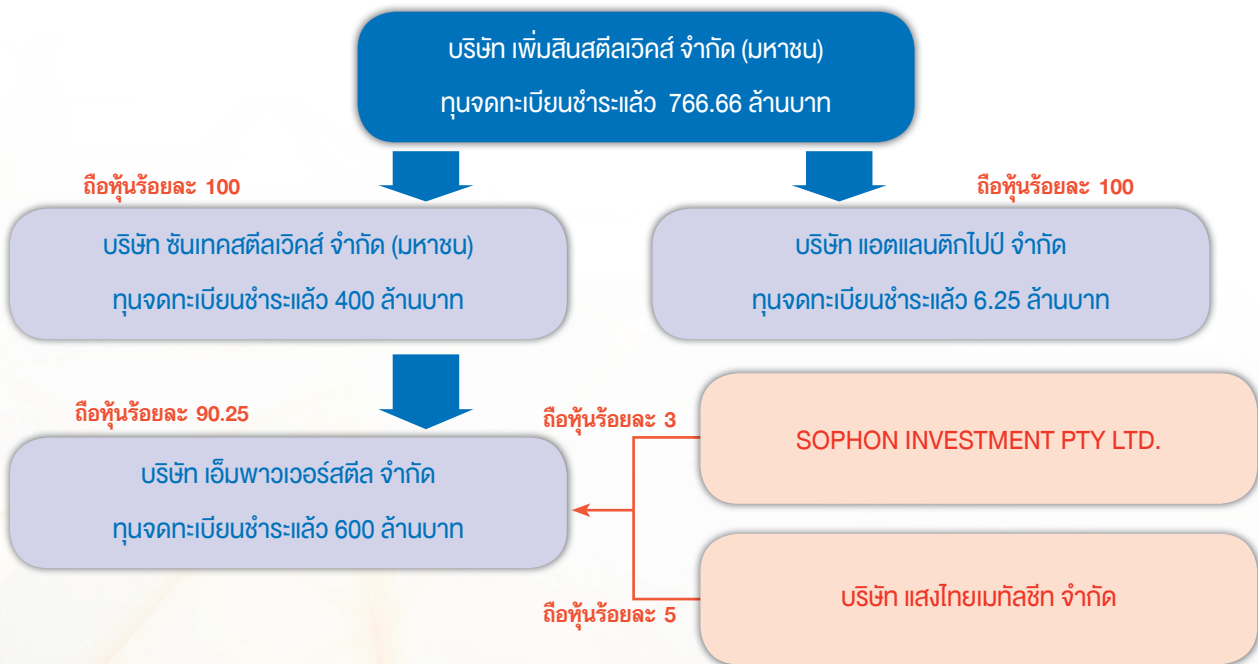 บริษัท เพิ่มสินสตีลเวิคส์ จำกัด (มหาชน)
ทุนจดทะเบียนชำระแล้ว 766.66 ล้านบาท
ถือหุ้นร้อยละ 100
ถือหุ้นร้อยละ 100
บริษัท ซันเทคสตีลเวิคส์ จำกัด (มหาชน)
ทุนจดทะเบียนชำระแล้ว 400 ล้านบาท
บริษัท แอตแลนติกไปป์ จำกัด
ทุนจดทะเบียนชำระแล้ว 6.25 ล้านบาท
ถือหุ้นร้อยละ 90.25
บริษัท เอ็มพาวเวอร์สตีล จำกัด
ทุนจดทะเบียนชำระแล้ว 600 ล้านบาท
ถือหุ้นร้อยละ 3
SOPHON INVESTMENT PTY LTD.
ถือหุ้นร้อยละ 5
บริษัท แสงไทยเมทัลชีท จำกัด